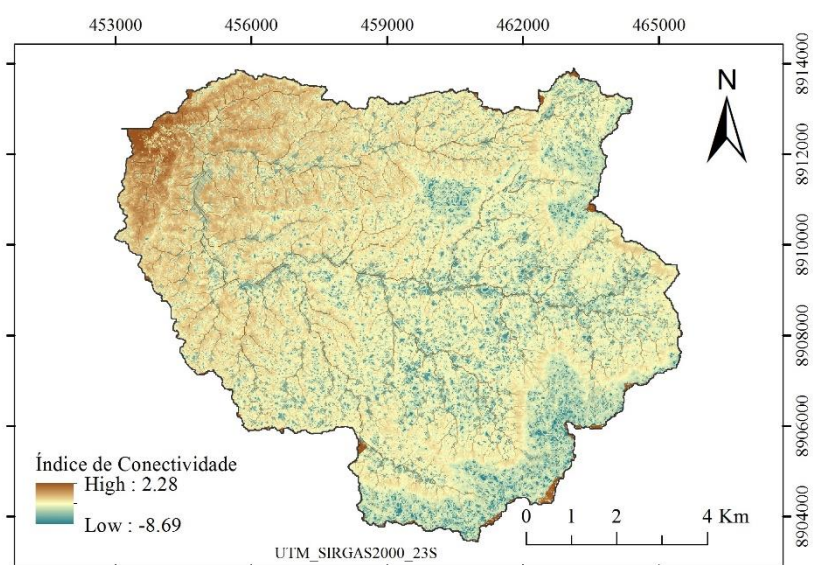 453000 456000 459000 462000 465000
N
8914000
8912000
8910000
8908000
8906000
8904000
Índice de Conectividade
High : 2.28
Low : -8.69
0 1 2 4 Km
UTM_SIRGAS2000_23S